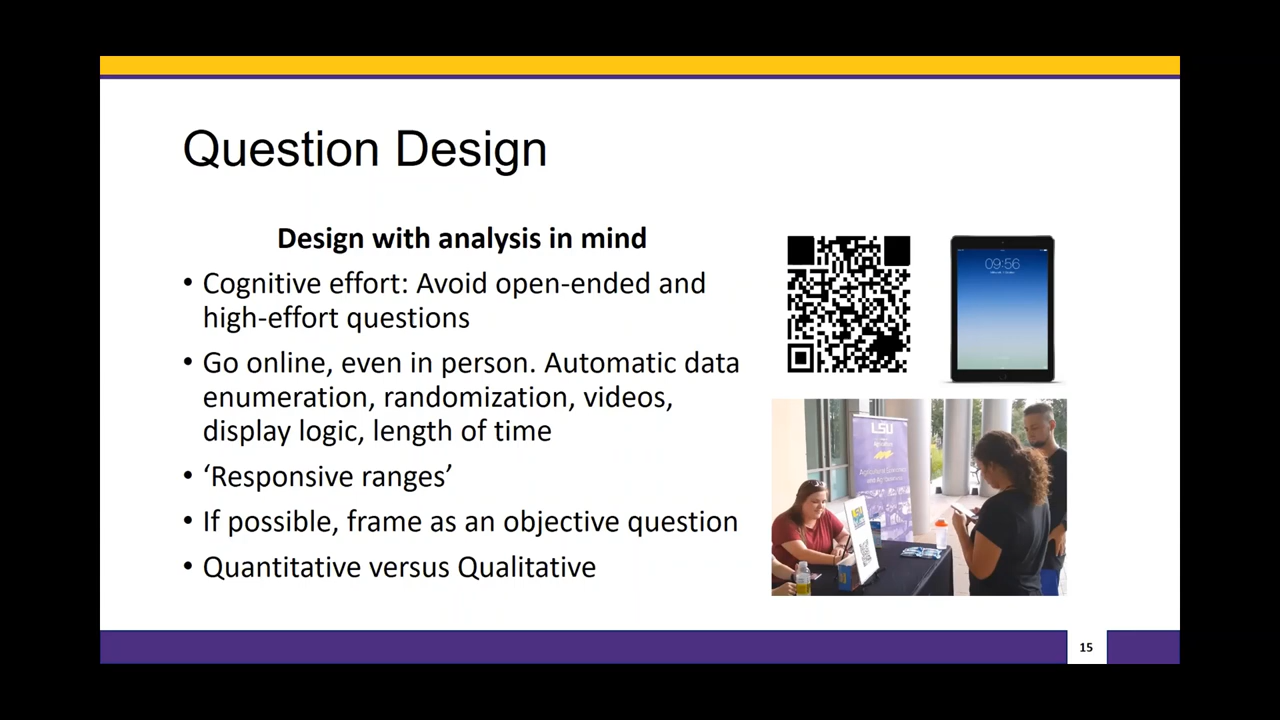 Question Design
Design with analysis in mind
• Cognitive effort: Avoid open-ended and
high-effort questions
• Go online, even in person. Automatic data
enumeration, randomization, videos,
display logic, length of time
• ‘Responsive ranges’
• If possible, frame as an objective question
• Quantitative versus Qualitative
09:56
LSU
LSU
15